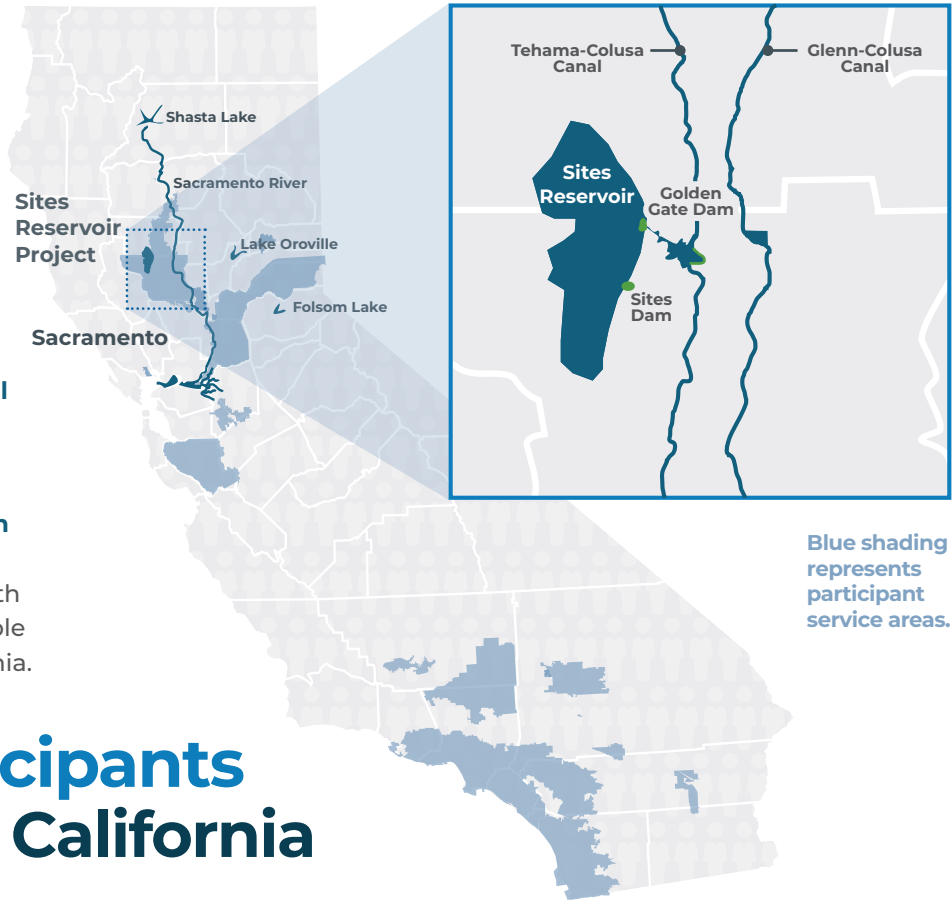 Tehama-Colusa
Canal
Glenn-Colusa
Canal
Shasta Lake
Sites
Reservoir
Golden
Gate Dam
Sacramento River
Sites
Reservoir
Project
Lake Oroville
Sites
Dam
Folsom Lake
Sacramento
Blue shading
represents
participant
service areas.
nia.
cipants
California